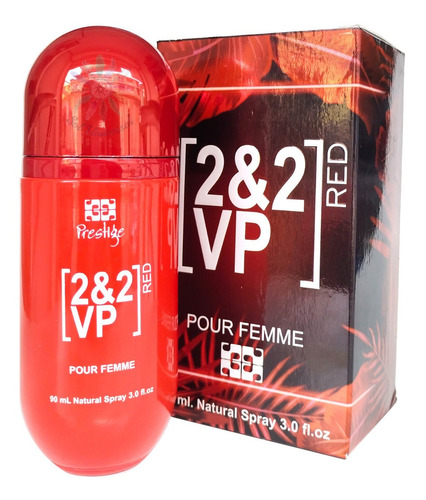 Prestige
[2&2
VP]
RED
POUR FEMME
90 mL Natural Spray 3.0 fl.oz
[2&2
VP]
RED
POUR FEMME
ml. Natural Spray 3.0 fl.oz